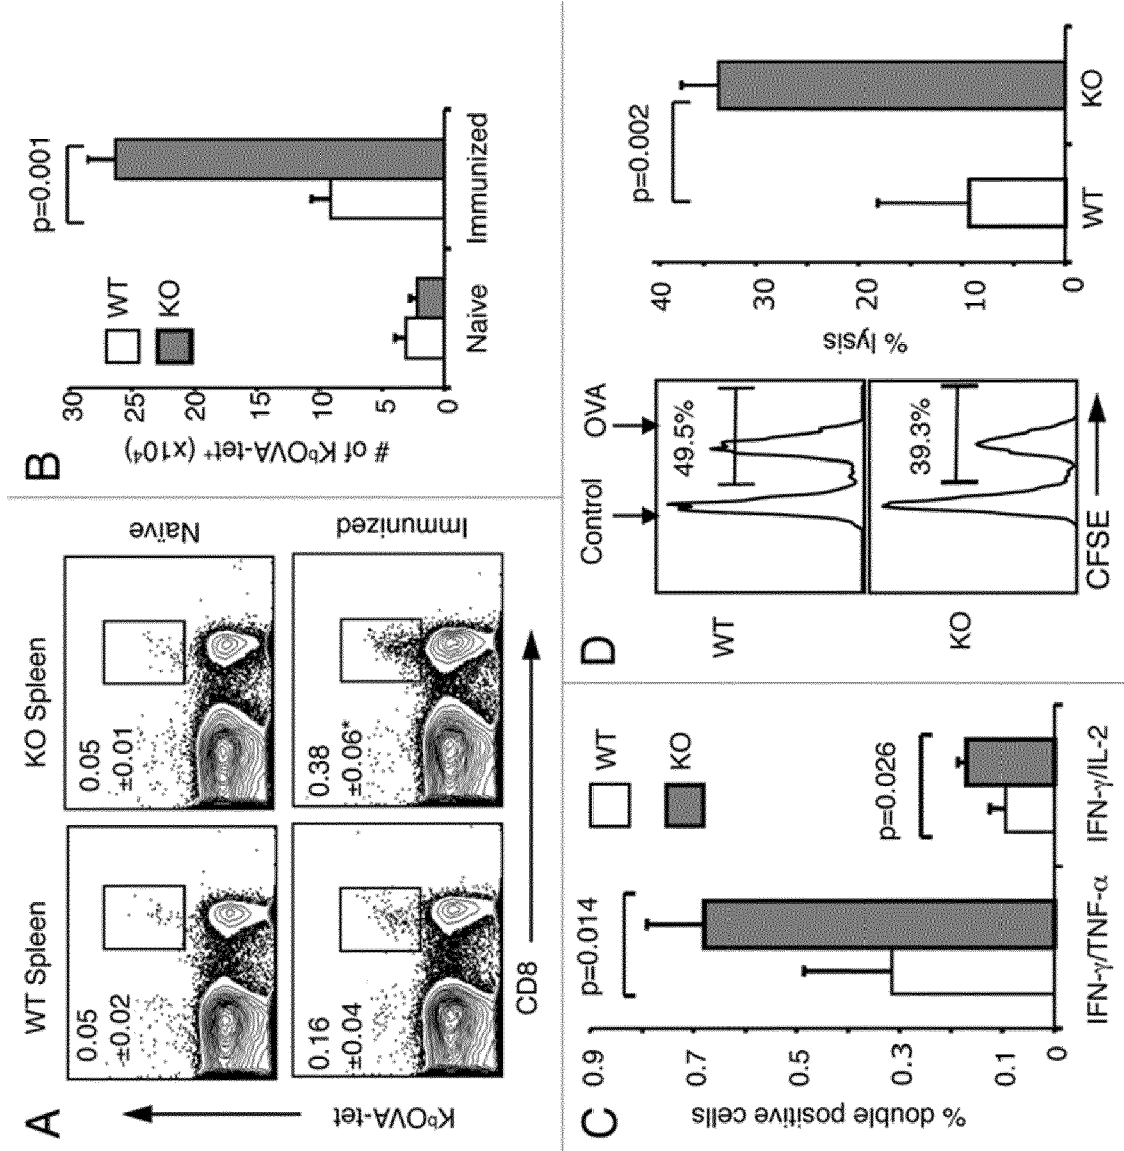 A
WT Spleen
KO Spleen
0.05
±0.02
0.05
±0.01
Naïve
0.16
±0.04
0.38
±0.06*
Immunized
KbOVA-tet
CD8
B
# of KbOVA-tet+ (x10⁴)
30
25
20
15
10
5
0
WT
KO
p=0.001
Naive
Immunized
C
% double positive cells
0.9
0.7
0.5
0.3
0.1
0
p=0.014
WT
KO
p=0.026
IFN-γ/TNF-α
IFN-γ/IL-2
D
Control
OVA
WT
49.5%
KO
39.3%
CFSE
% lysis
40
30
20
10
0
p=0.002
WT
KO